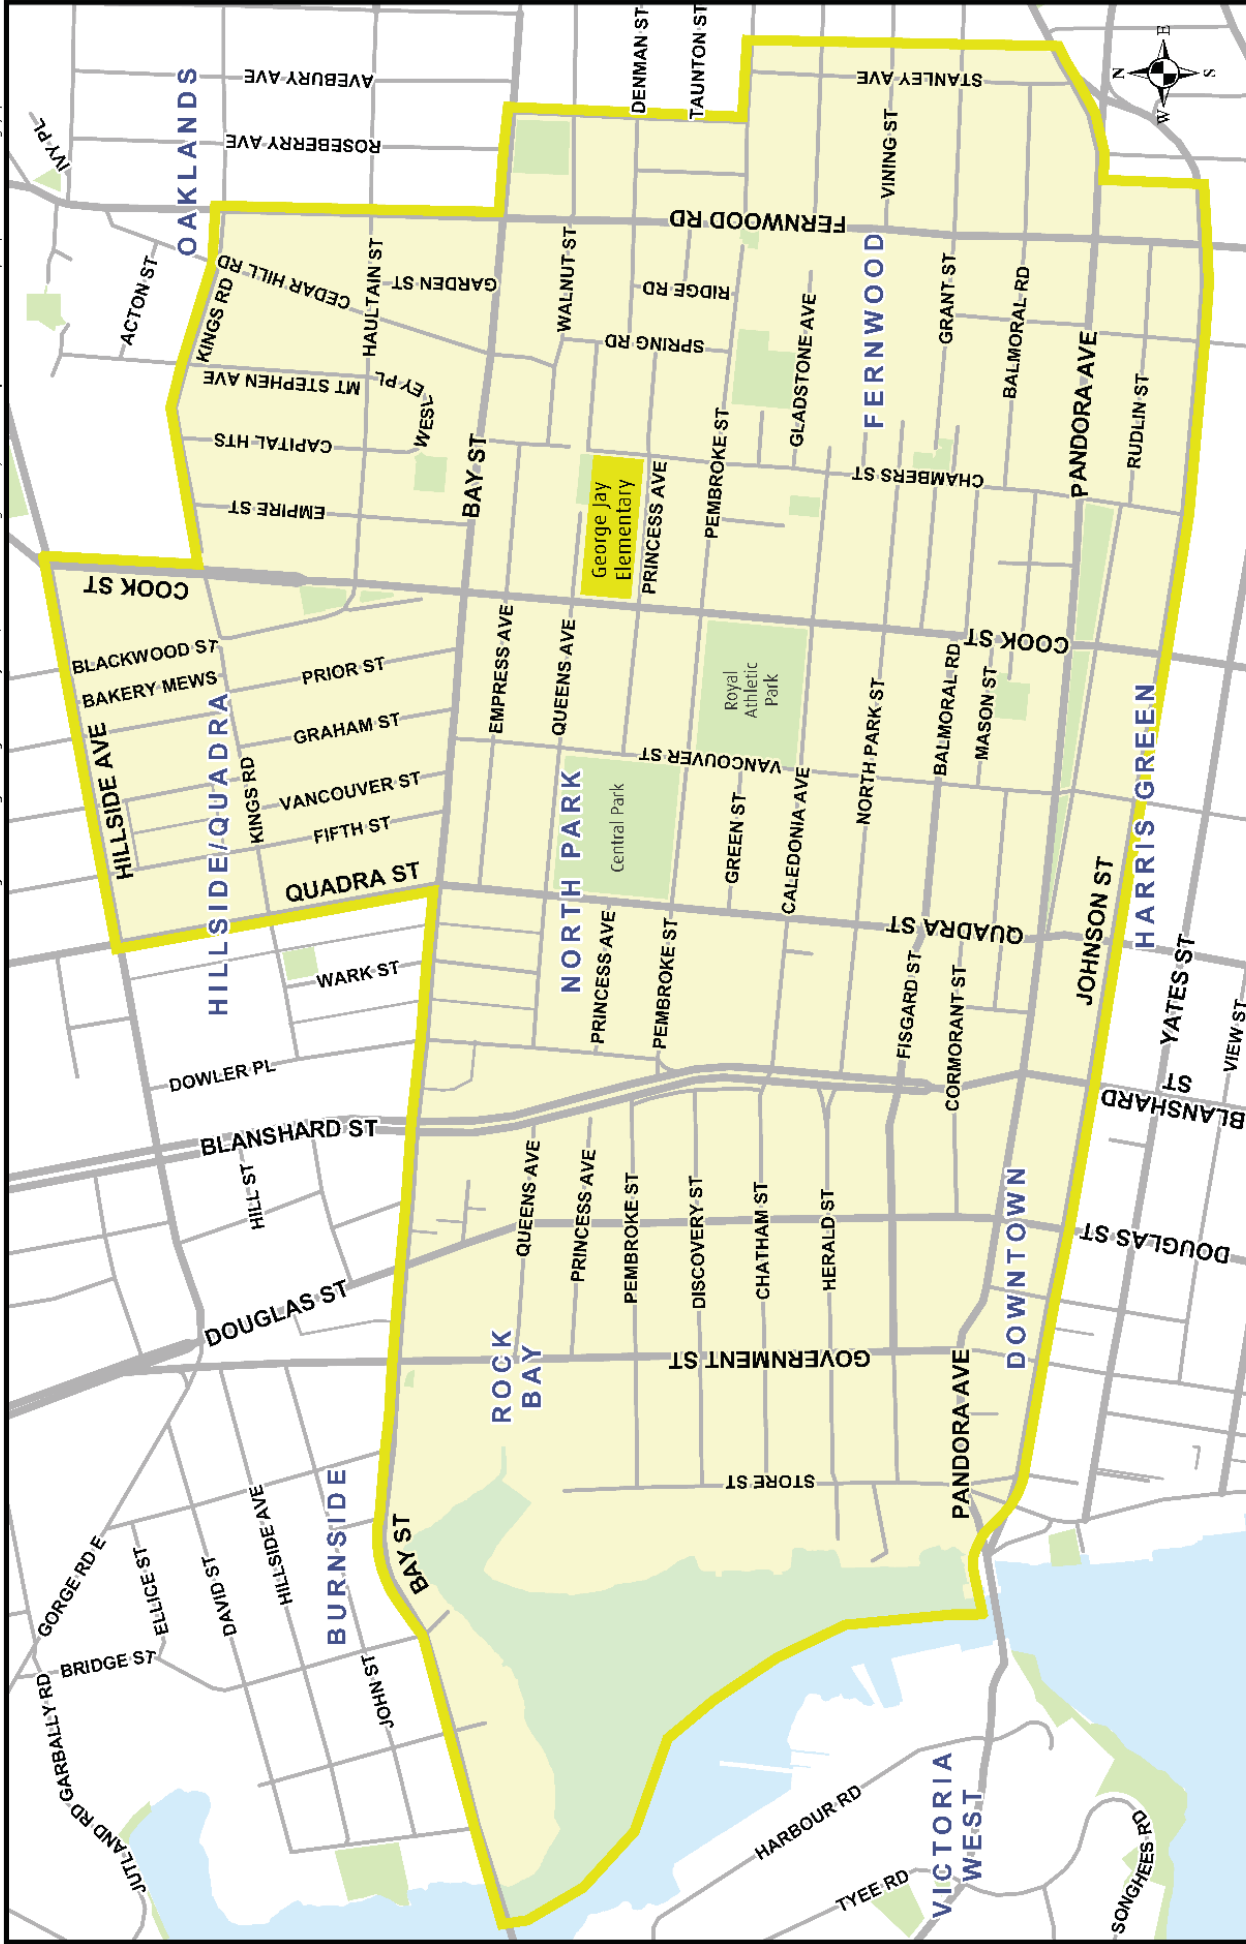 IVY PL
OAKLANDS
AVEBURY AVE
ROSEBERRY AVE
DENMAN ST
TAUNTON ST
STANLEY AVE
VINING ST
N
E
S
W
ACTON ST
KINGS RD
CEDAR HILL RD
HAULTAIN ST
GARDEN ST
WALNUT ST
RIDGE RD
SPRING RD
FERNWOOD RD
GLADSTONE AVE
FERNWOOD
GRANT ST
BALMORAL RD
PANDORA AVE
RUDLIN ST
MT STEPHEN AVE
WESLEY PL
CAPITAL HTS
EMPIRE ST
BAY ST
George Jay
Elementary
PRINCESS AVE
PEMBROKE ST
CHAMBERS ST
COOK ST
COOK ST
BLACKWOOD ST
BAKERY MEWS
PRIOR ST
GRAHAM ST
VANCOUVER ST
FIFTH ST
HILLSIDE AVE
HILLSIDE/QUADRA
KINGS RD
QUADRA ST
EMPRESS AVE
QUEENS AVE
Royal
Athletic
Park
VANCOUVER ST
Central Park
NORTH PARK
GREEN ST
CALEDONIA AVE
NORTH PARK ST
BALMORAL RD
MASON ST
HARRIS GREEN
JOHNSON ST
QUADRA ST
WARK ST
DOWLER PL
PRINCESS AVE
PEMBROKE ST
FISGARD ST
CORMORANT ST
YATES ST
VIEW ST
BLANSHARD
ST
BLANSHARD ST
HILL ST
DOUGLAS ST
QUEENS AVE
PRINCESS AVE
PEMBROKE ST
DISCOVERY ST
CHATHAM ST
HERALD ST
DOWNTOWN
DOUGLAS ST
ROCK
BAY
GOVERNMENT ST
PANDORA AVE
STORE ST
BAY ST
BURNSIDE
GORGE RD E
ELLICE ST
DAVID ST
HILLSIDE AVE
BRIDGE ST
JOHN ST
GARBALLY RD
JUTLAND RD
HARBOUR RD
TYEE RD
VICTORIA
WEST
SONGHEES RD